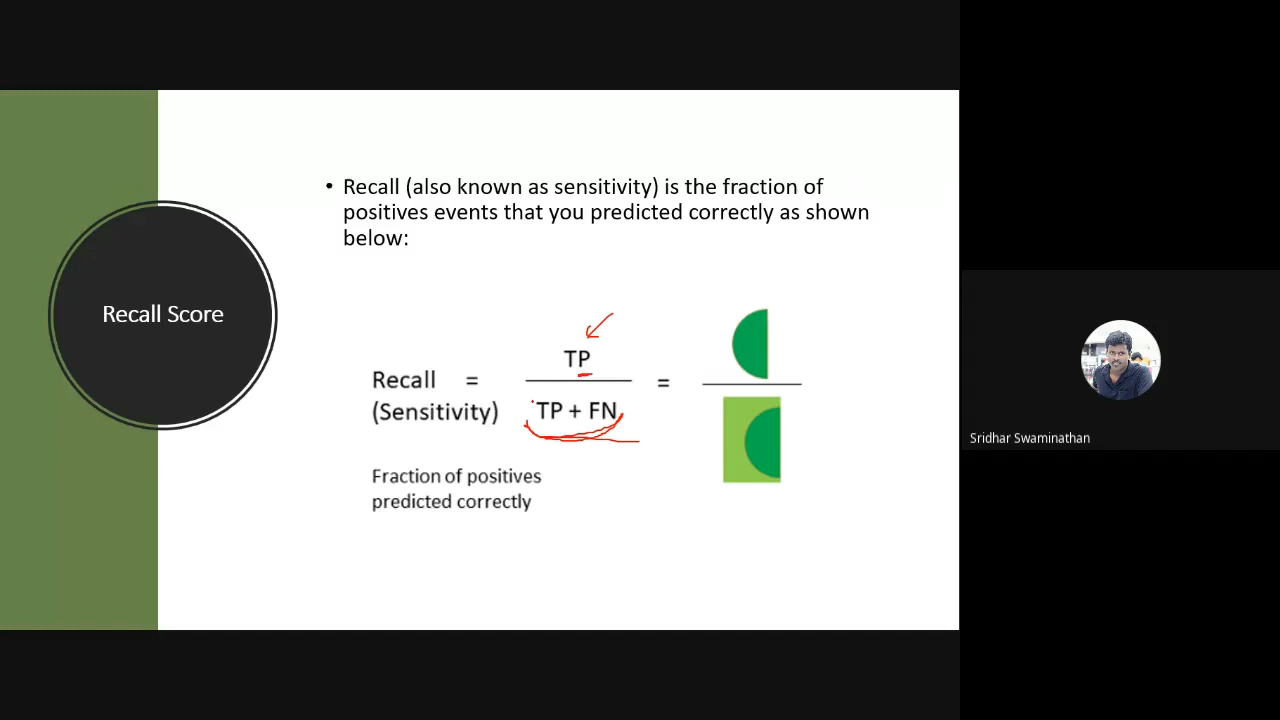 Recall Score
• Recall (also known as sensitivity) is the fraction of
positives events that you predicted correctly as shown
below:
Recall = TP
(Sensitivity) TP + FN
=
Fraction of positives
predicted correctly
Sridhar Swaminathan